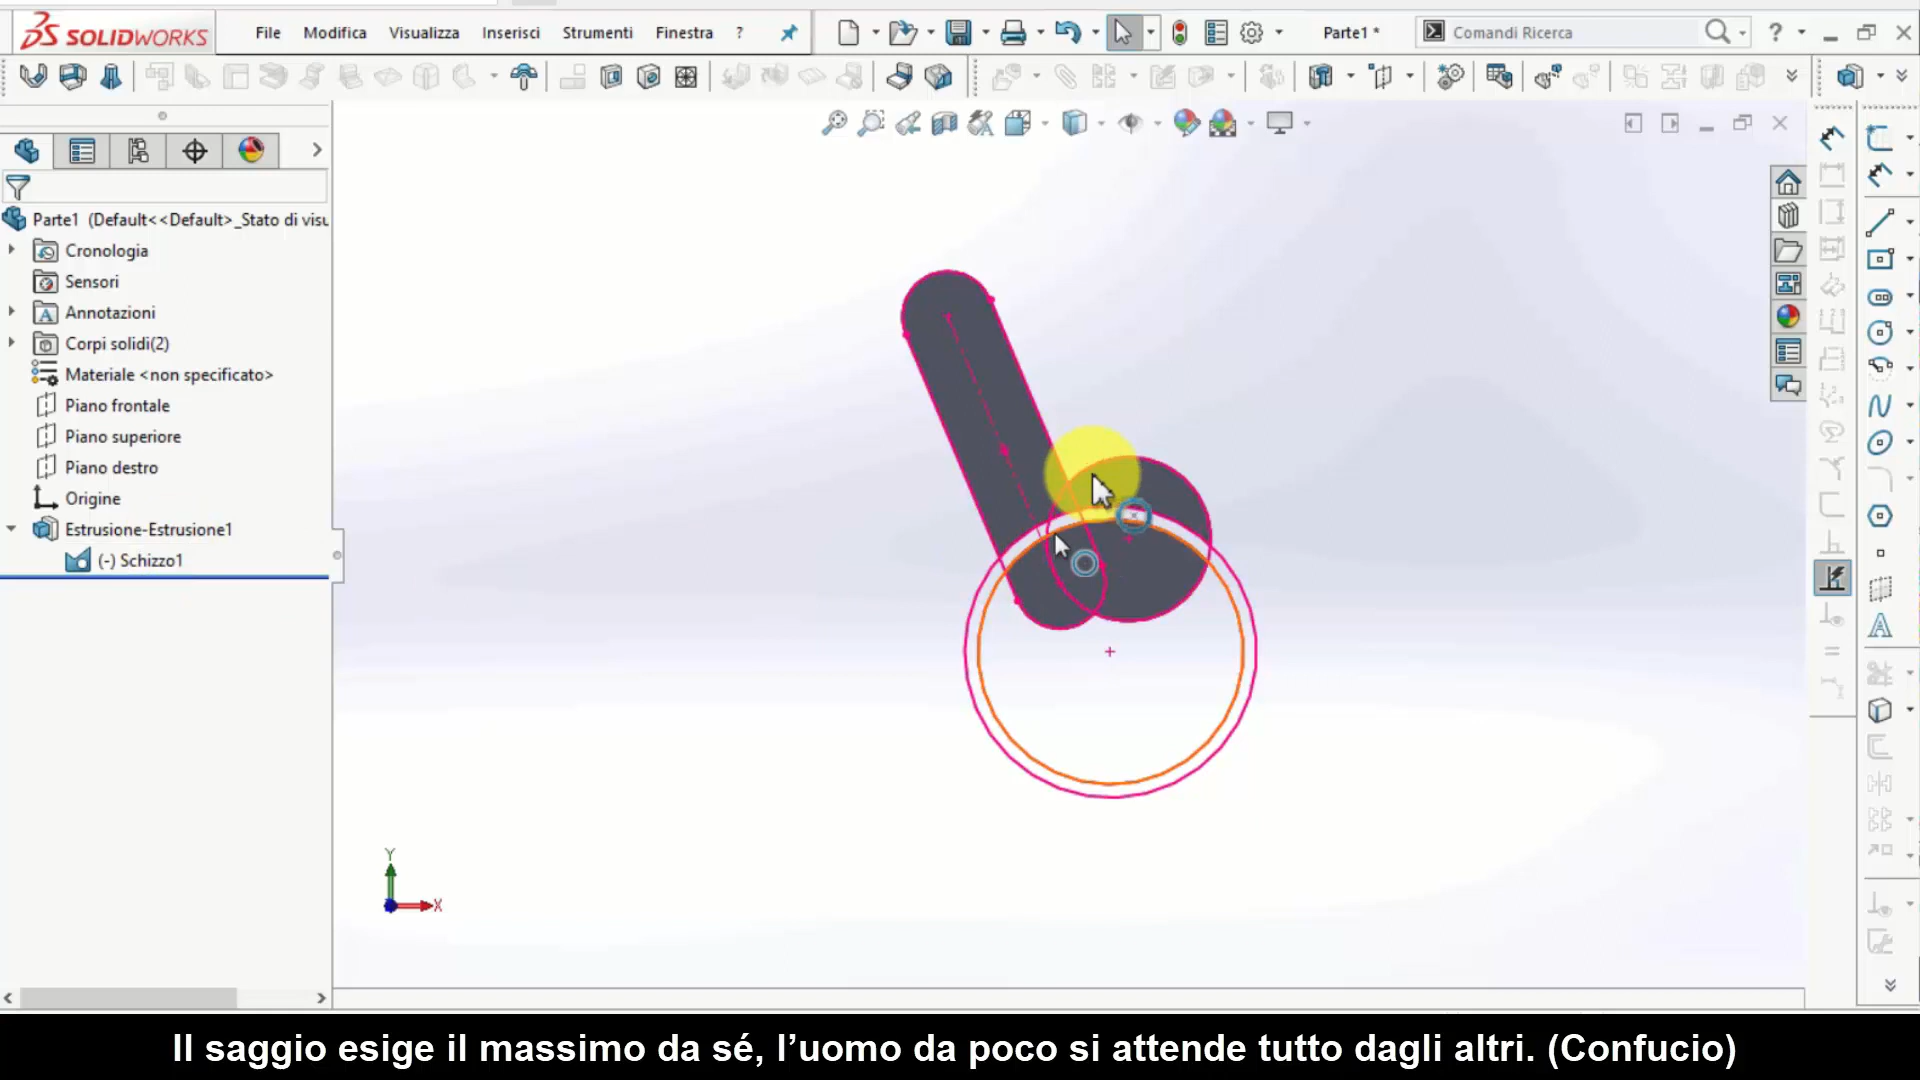 SOLIDWORKS
File Modifica Visualizza Inserisci Strumenti Finestra ?
Parte1 *
Comandi Ricerca
?
Parte1 (Default<<Default>_Stato di visu
Cronologia
Sensori
Annotazioni
Corpi solidi(2)
Materiale <non specificato>
Piano frontale
Piano superiore
Piano destro
Origine
Estrusione-Estrusione1
(-) Schizzo1
Y
X
Il saggio esige il massimo da sé, l’uomo da poco si attende tutto dagli altri. (Confucio)